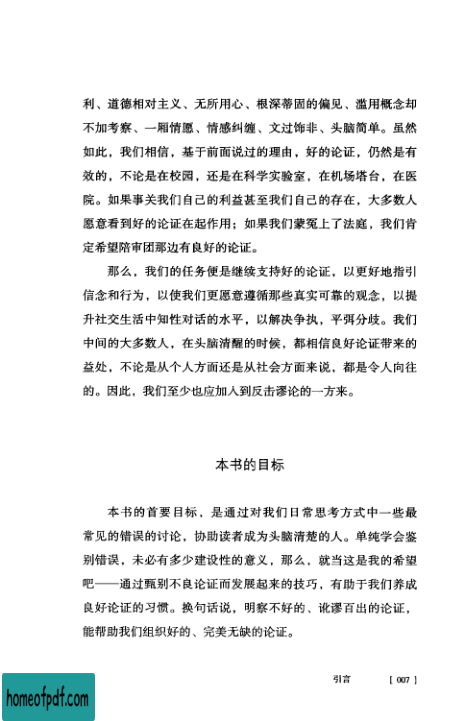 利、道德相对主义、无所用心、根深蒂固的偏见、滥用概念却
不加考察、一厢情愿、情感纠缠、文过饰非、头脑简单。虽然
如此，我们相信，基于前面说过的理由，好的论证，仍然是有
效的，不论是在校园，还是在科学实验室，在机场塔台，在医
院。如果事关我们自己的利益甚至我们自己的存在，大多数人
愿意看到好的论证在起作用；如果我们蒙冤上了法庭，我们肯
定希望陪审团那边有良好的论证。
那么，我们的任务便是继续支持好的论证，以更好地指引
信念和行为，以使我们更愿意遵循那些真实可靠的观念，以提
升社交生活中知性对话的水平，以解决争执，平弭分歧。我们
中间的大多数人，在头脑清醒的时候，都相信良好论证带来的
益处，不论是从个人方面还是从社会方面来说，都是令人向往
的。因此，我们至少也应加入到反击谬论的一方来。
本书的目标
本书的首要目标，是通过对我们日常思考方式中一些最
常见的错误的讨论，协助读者成为头脑清楚的人。单纯学会鉴
别错误，未必有多少建设性的意义，那么，就当这是我的希望
吧——通过甄别不良论证而发展起来的技巧，有助于我们养成
良好论证的习惯。换句话说，明察不好的、讹谬百出的论证，
能帮助我们组织好的、完美无缺的论证。
引言 [ 007 ]
homeofpdf.com